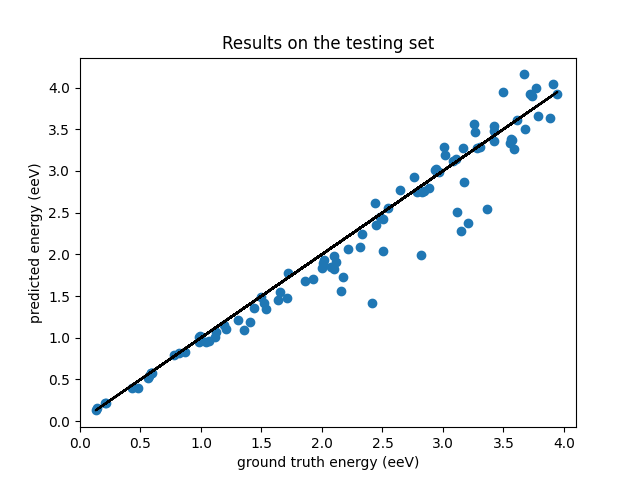 Results on the testing set
predicted energy (eeV)
4.0
3.5
3.0
2.5
2.0
1.5
1.0
0.5
0.0
0.0 0.5 1.0 1.5 2.0 2.5 3.0 3.5 4.0
ground truth energy (eeV)